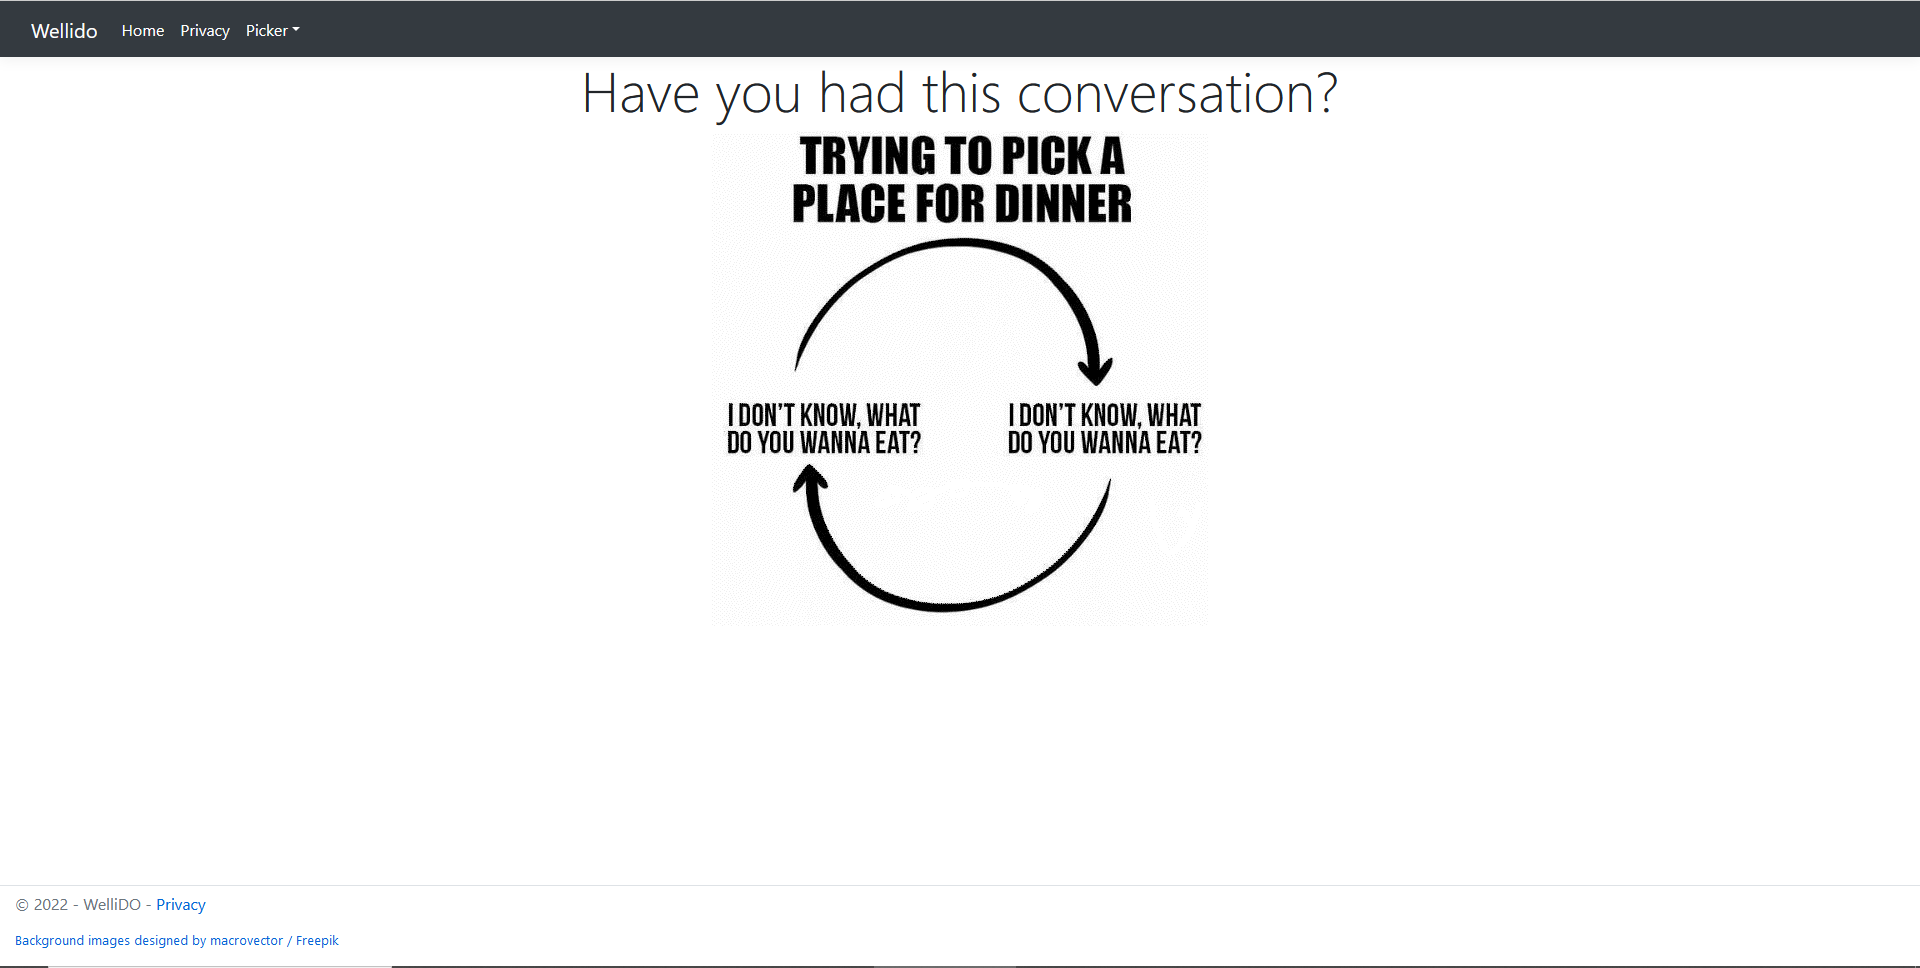 Wellido Home Privacy Picker
Have you had this conversation?
TRYING TO PICK A
PLACE FOR DINNER
I DON'T KNOW, WHAT
DO YOU WANNA EAT?
I DON'T KNOW, WHAT
DO YOU WANNA EAT?
© 2022 - WelliDO - Privacy
Background images designed by macrovector / Freepik